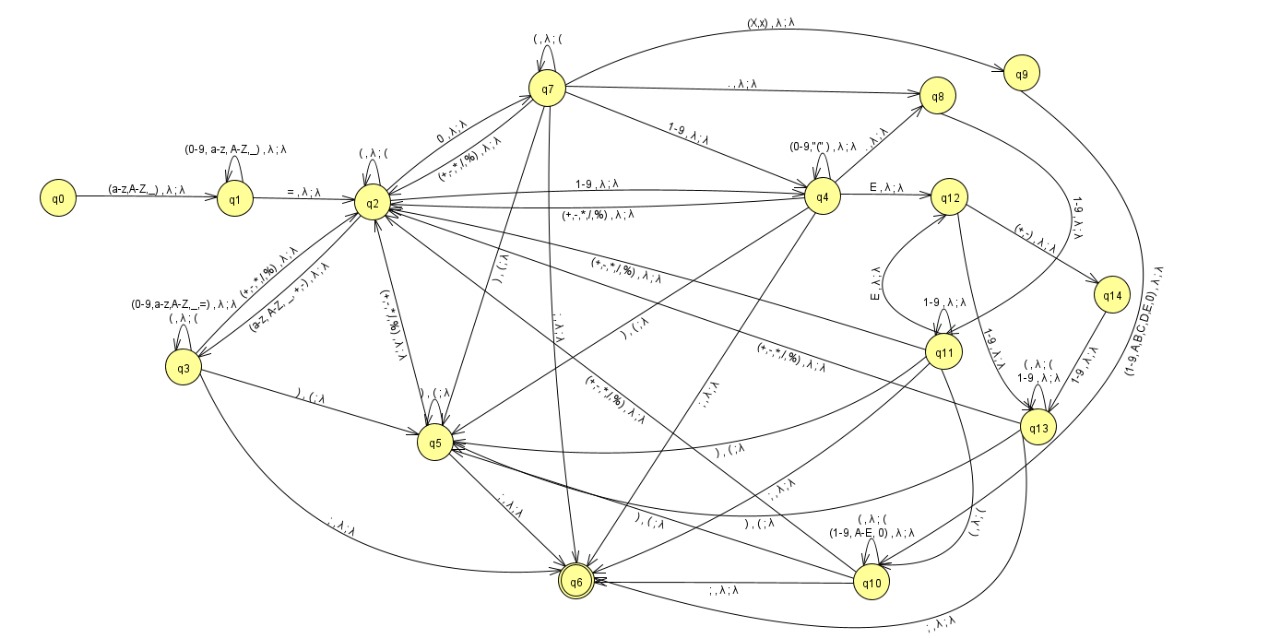 (X,x) , λ ; λ
( , λ ; (
q9
q7
. , λ ; λ
q8
0 , λ ; λ
1-9 , λ ; λ
(0-9, a-z, A-Z,_) , λ ; λ
( , λ ; (
(+,-,*,/,%) , λ ; λ
(0-9,"(" ) , λ ; λ
. , λ ; λ
q0
(a-z,A-Z,_) , λ ; λ
q1
= , λ ; λ
q2
1-9 , λ ; λ
(+,-,*,/,%) , λ ; λ
q4
E , λ ; λ
q12
1-9 , λ ; λ
(+,-) , λ ; λ
(+,-,*,/,%) , λ ; λ
(a-z, A-Z, _, +,-) , λ ; λ
) , ( ; λ
(+,-,*,/,%) , λ ; λ
E , λ ; λ
q14
(0-9,a-z,A-Z,_,=) , λ ; λ
( , λ ; (
q3
(+,-,*,/,%) , λ ; λ
; , λ ; λ
) , ( ; λ
1-9 , λ ; λ
q11
1-9 , λ ; λ
(1-9, A,B,C,D,E,0) , λ ; λ
(+,-,*,/,%) , λ ; λ
( , λ ; (
1-9 , λ ; λ
1-9 , λ ; λ
q13
) , ( ; λ
) , ( ; λ
q5
(+,-,*,/,%) , λ ; λ
; , λ ; λ
) , ( ; λ
; , λ ; λ
; , λ ; λ
; , λ ; λ
) , ( ; λ
) , ( ; λ
( , λ ; (
(1-9, A-E, 0) , λ ; λ
( , λ ; (
q6
q10
; , λ ; λ
; , λ ; λ